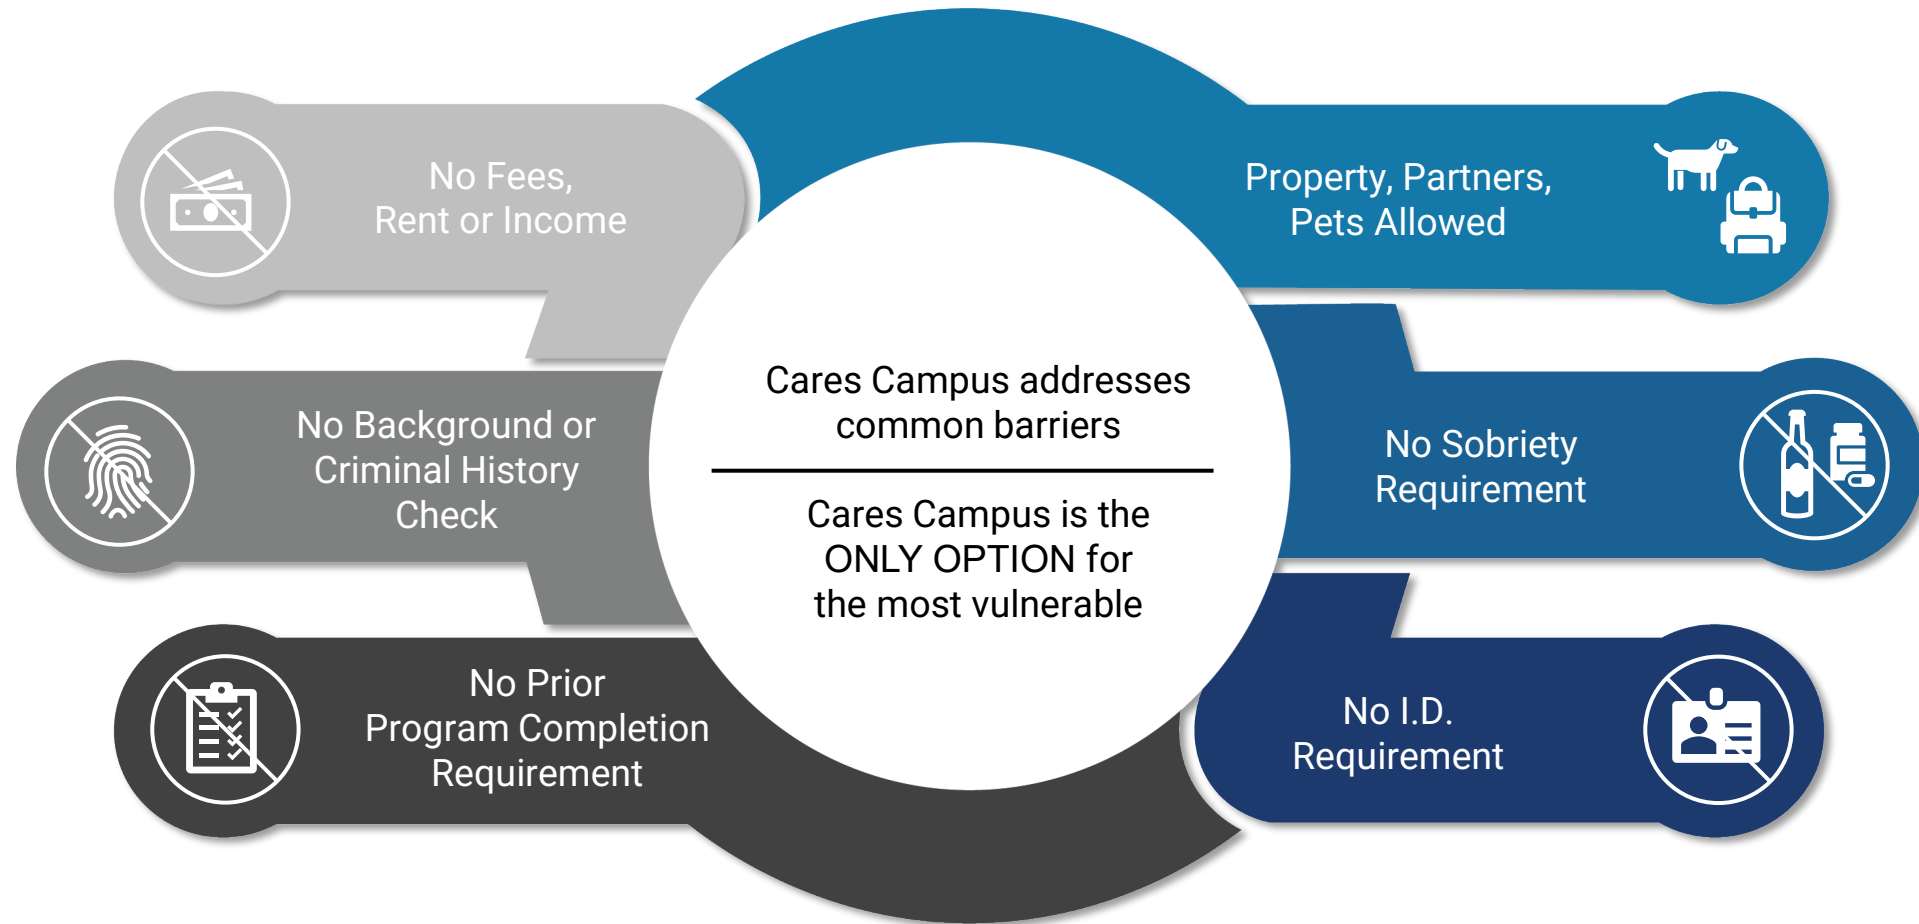 No Fees,
Rent or Income
Property, Partners,
Pets Allowed
No Background or
Criminal History
Check
Cares Campus addresses
common barriers
Cares Campus is the
ONLY OPTION for
the most vulnerable
No Sobriety
Requirement
No Prior
Program Completion
Requirement
No I.D.
Requirement